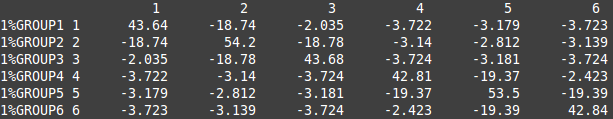 1 2 3 4 5 6
1%GROUP1 1 43.64 -18.74 -2.035 -3.722 -3.179 -3.723
1%GROUP2 2 -18.74 54.2 -18.78 -3.14 -2.812 -3.139
1%GROUP3 3 -2.035 -18.78 43.68 -3.724 -3.181 -3.724
1%GROUP4 4 -3.722 -3.14 -3.724 42.81 -19.37 -2.423
1%GROUP5 5 -3.179 -2.812 -3.181 -19.37 53.5 -19.39
1%GROUP6 6 -3.723 -3.139 -3.724 -2.423 -19.39 42.84